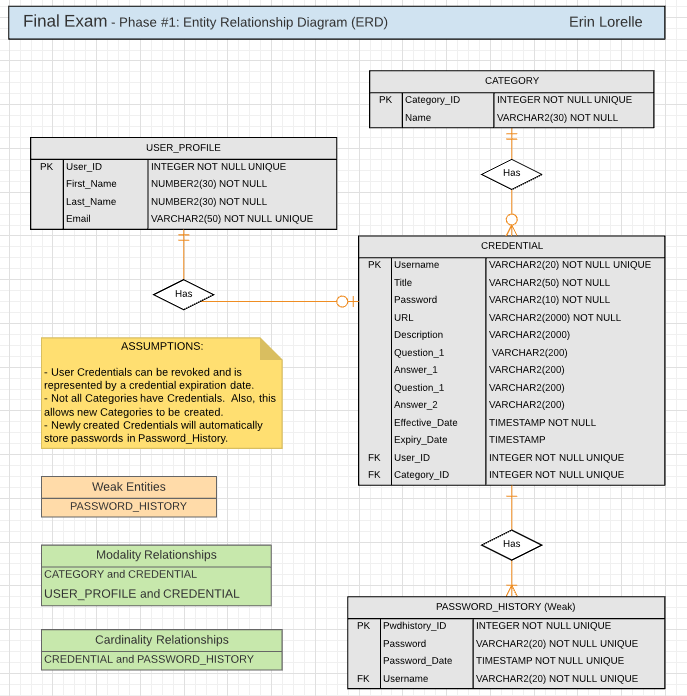 Final Exam - Phase #1: Entity Relationship Diagram (ERD) Erin Lorelle
CATEGORY
PK Category_ID INTEGER NOT NULL UNIQUE
Name VARCHAR2(30) NOT NULL
Has
USER_PROFILE
PK User_ID INTEGER NOT NULL UNIQUE
First_Name NUMBER2(30) NOT NULL
Last_Name NUMBER2(30) NOT NULL
Email VARCHAR2(50) NOT NULL UNIQUE
Has
CREDENTIAL
PK Username VARCHAR2(20) NOT NULL UNIQUE
Title VARCHAR2(50) NOT NULL
Password VARCHAR2(10) NOT NULL
URL VARCHAR2(2000) NOT NULL
Description VARCHAR2(2000)
Question_1 VARCHAR2(200)
Answer_1 VARCHAR2(200)
Question_1 VARCHAR2(200)
Answer_2 VARCHAR2(200)
Effective_Date TIMESTAMP NOT NULL
Expiry_Date TIMESTAMP
FK User_ID INTEGER NOT NULL UNIQUE
FK Category_ID INTEGER NOT NULL UNIQUE
ASSUMPTIONS:
- User Credentials can be revoked and is
represented by a credential expiration date.
- Not all Categories have Credentials. Also, this
allows new Categories to be created.
- Newly created Credentials will automatically
store passwords in Password_History.
Weak Entities
PASSWORD_HISTORY
Modality Relationships
CATEGORY and CREDENTIAL
USER_PROFILE and CREDENTIAL
Cardinality Relationships
CREDENTIAL and PASSWORD_HISTORY
Has
PASSWORD_HISTORY (Weak)
PK Pwdhistory_ID INTEGER NOT NULL UNIQUE
Password VARCHAR2(20) NOT NULL UNIQUE
Password_Date TIMESTAMP NOT NULL UNIQUE
FK Username VARCHAR2(20) NOT NULL UNIQUE